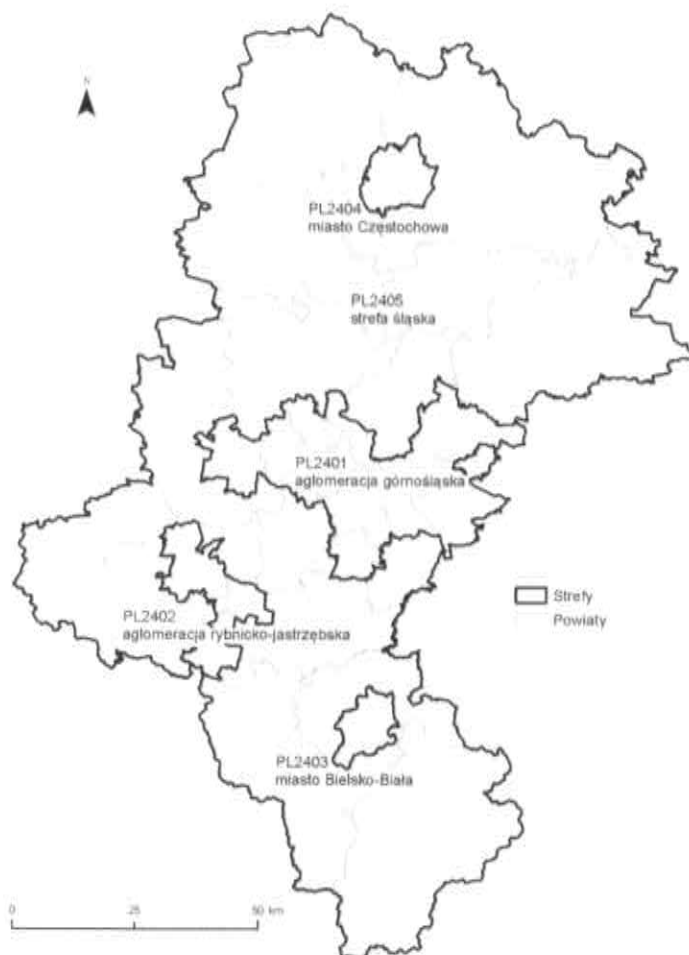 N
PL2404
miasto Częstochowa
PL2405
strefa śląska
PL2401
aglomeracja górnośląska
Strefy
Powiaty
PL2402
aglomeracja rybnicko-jastrzębska
PL2403
miasto Bielsko-Biała
0 25 50 km